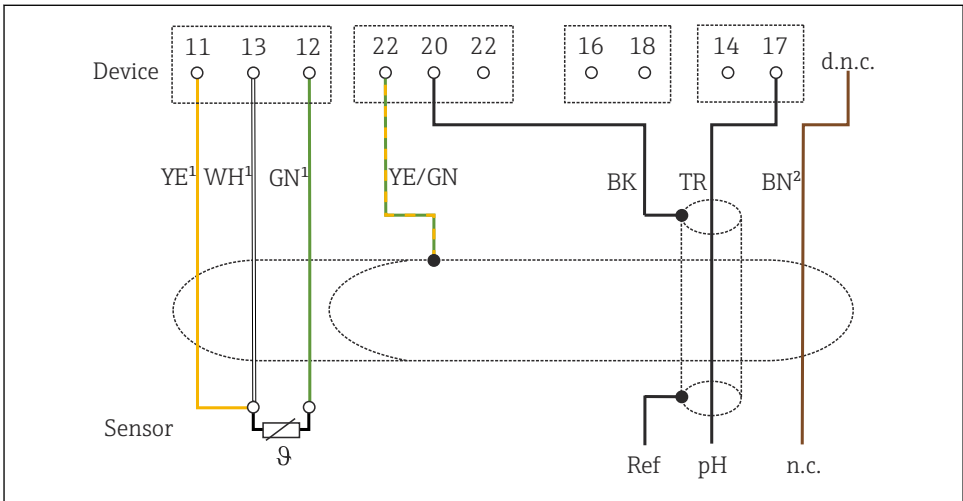 11 13 12 22 20 22 16 18 14 17
Device d.n.c.
YE¹ WH¹ GN¹ YE/GN BK TR BN²
Sensor
ϑ
Ref pH n.c.